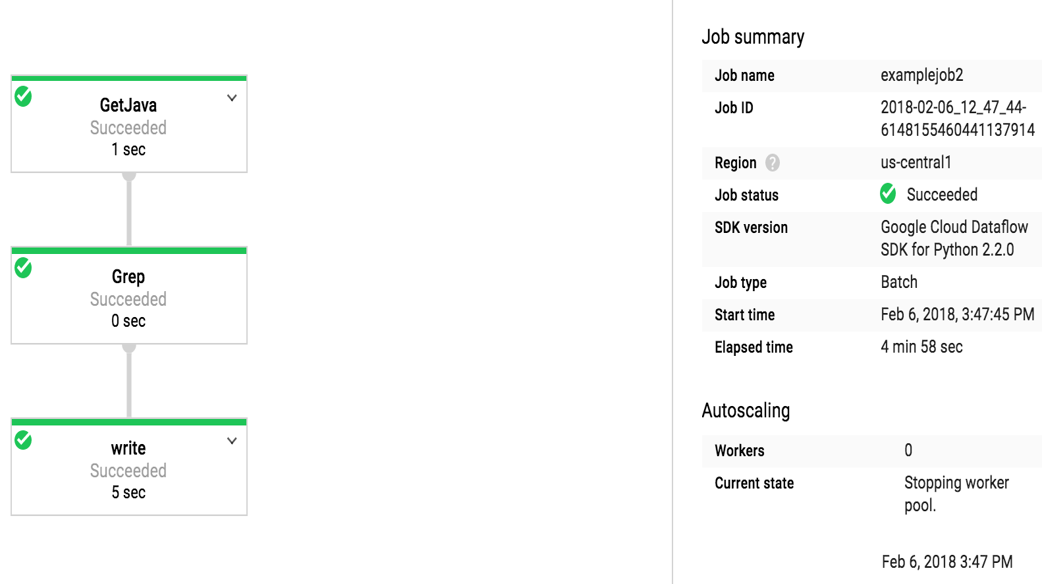 GetJava
Succeeded
1 sec
Grep
Succeeded
0 sec
write
Succeeded
5 sec
Job summary
Job name examplejob2
Job ID 2018-02-06_12_47_44-
6148155460441137914
Region ? us-central1
Job status Succeeded
SDK version Google Cloud Dataflow
SDK for Python 2.2.0
Job type Batch
Start time Feb 6, 2018, 3:47:45 PM
Elapsed time 4 min 58 sec
Autoscaling
Workers 0
Current state Stopping worker
pool.
Feb 6, 2018 3:47 PM